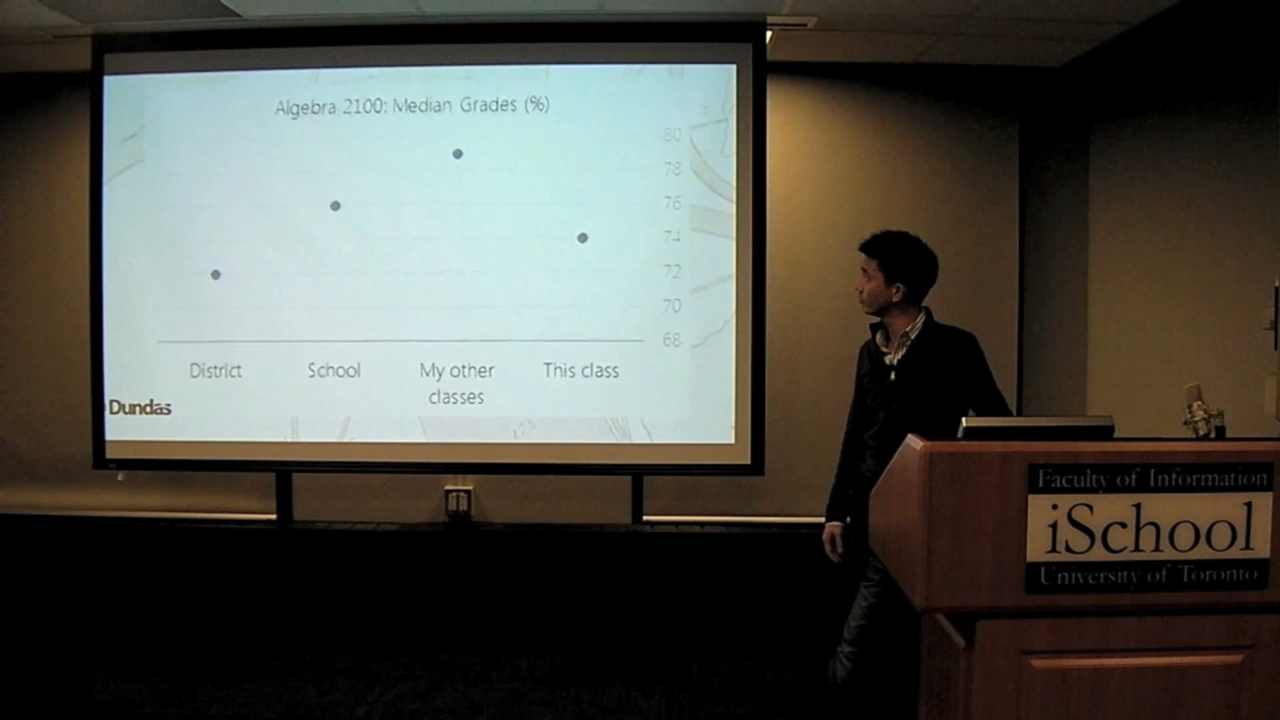 Algebra 2100: Median Grades (%)
80
78
76
74
72
70
68
District
School
My other
classes
This class
Dundas
Faculty of Information
iSchool
University of Toronto